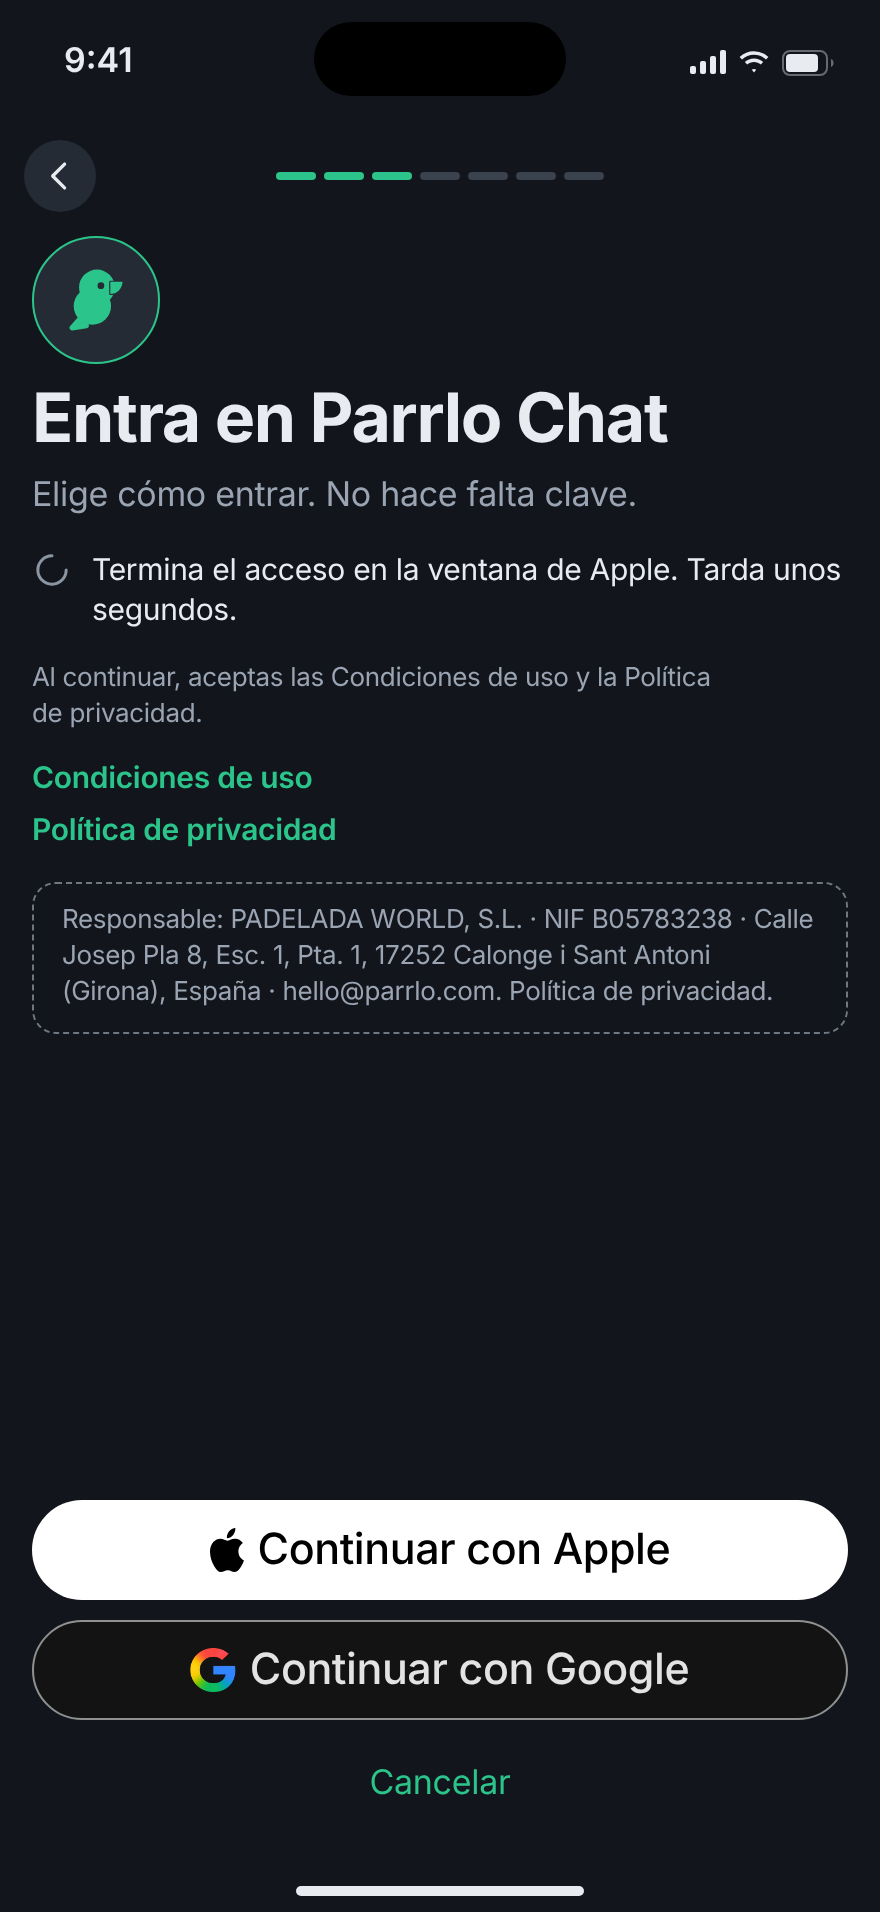 9:41
Entra en Parrlo Chat
Elige cómo entrar. No hace falta clave.
Termina el acceso en la ventana de Apple. Tarda unos
segundos.
Al continuar, aceptas las Condiciones de uso y la Política
de privacidad.
Condiciones de uso
Política de privacidad
Responsable: PADELADA WORLD, S.L. · NIF B05783238 · Calle
Josep Pla 8, Esc. 1, Pta. 1, 17252 Calonge i Sant Antoni
(Girona), España · hello@parrlo.com. Política de privacidad.
Continuar con Apple
Continuar con Google
Cancelar